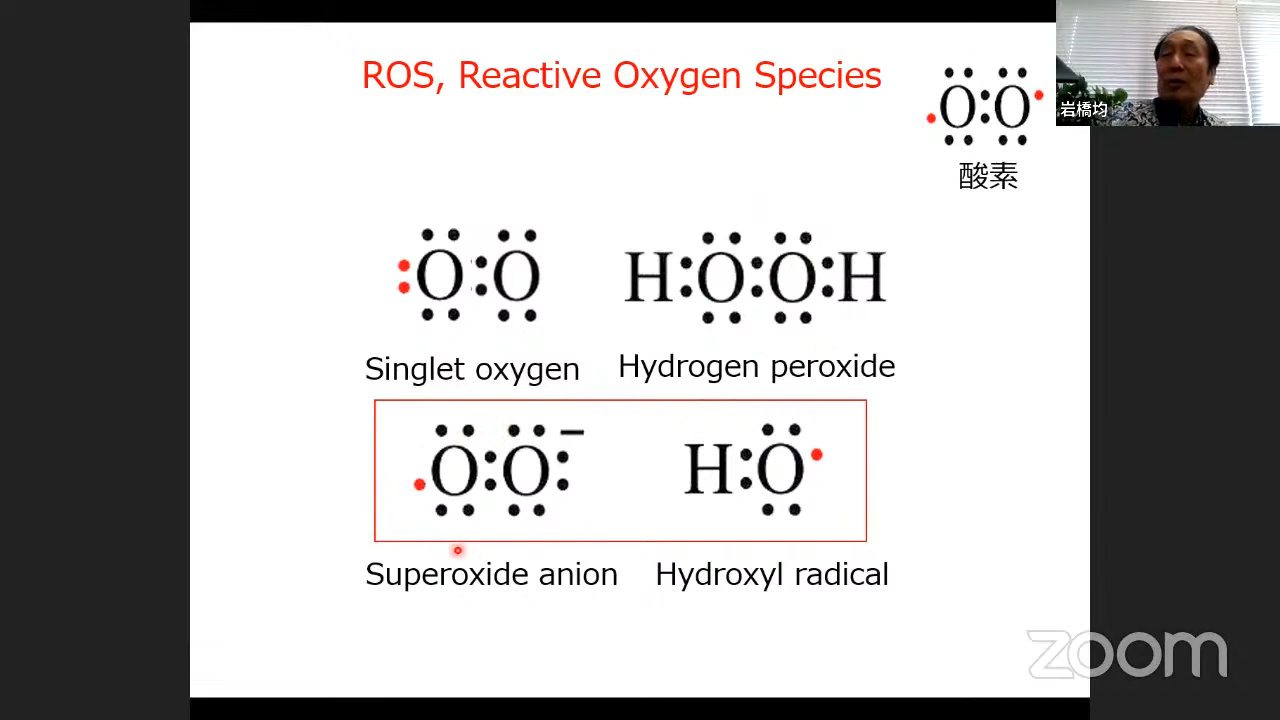 ROS, Reactive Oxygen Species
O:O
酸素
岩橋均
:O:O
H:O:O:H
Singlet oxygen
Hydrogen peroxide
.O:O:−
H:O·
Superoxide anion
Hydroxyl radical
zoom